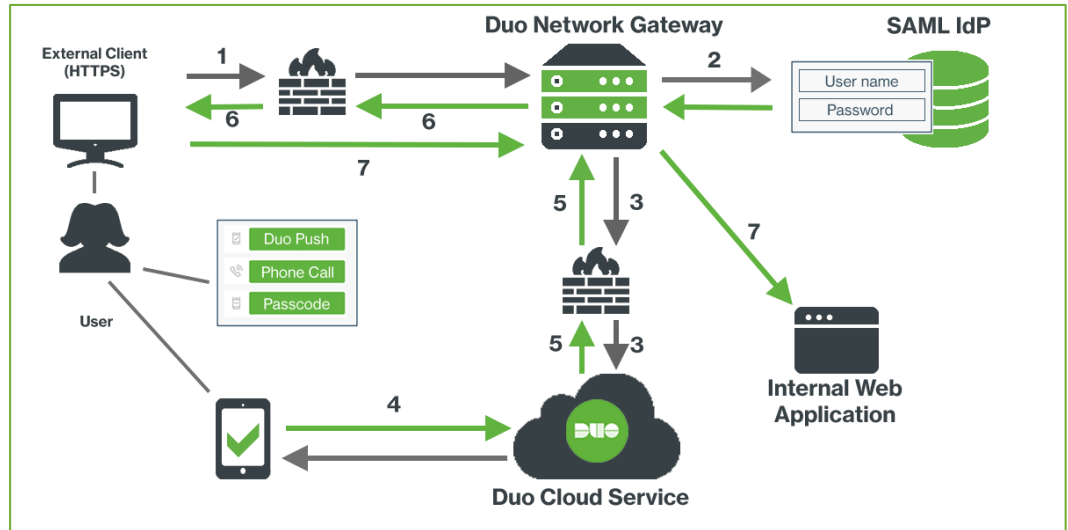 Duo Network Gateway
SAML IdP
External Client
(HTTPS)
1
2
User name
Password
6
6
7
5
3
7
Duo Push
Phone Call
Passcode
User
5
3
Internal Web
Application
4
DUO
Duo Cloud Service